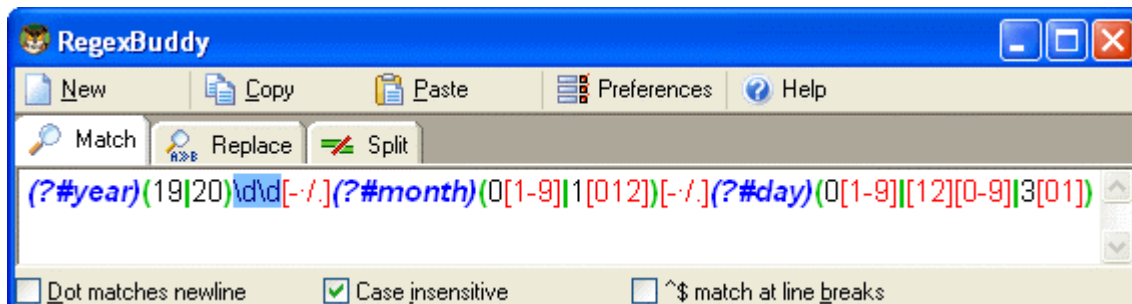 RegexBuddy
New Copy Paste Preferences Help
Match Replace Split
(?#year)(19|20)\d\d[-·/.](?#month)(0[1-9]|1[012])[-·/.](?#day)(0[1-9]|[12][0-9]|3[01])
Dot matches newline Case insensitive ^$ match at line breaks